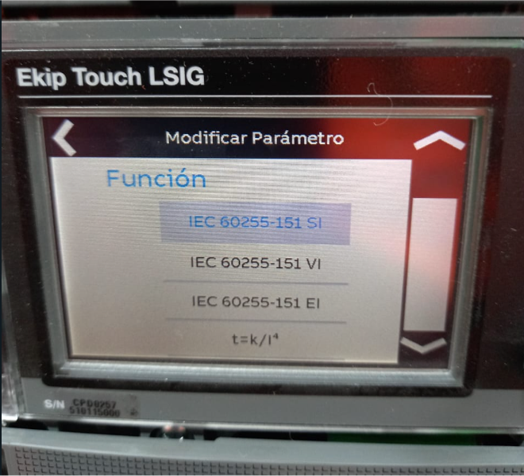 Ekip Touch LSIG
Modificar Parámetro
Función
IEC 60255-151 SI
IEC 60255-151 VI
IEC 60255-151 EI
t=k/I⁴
S/N